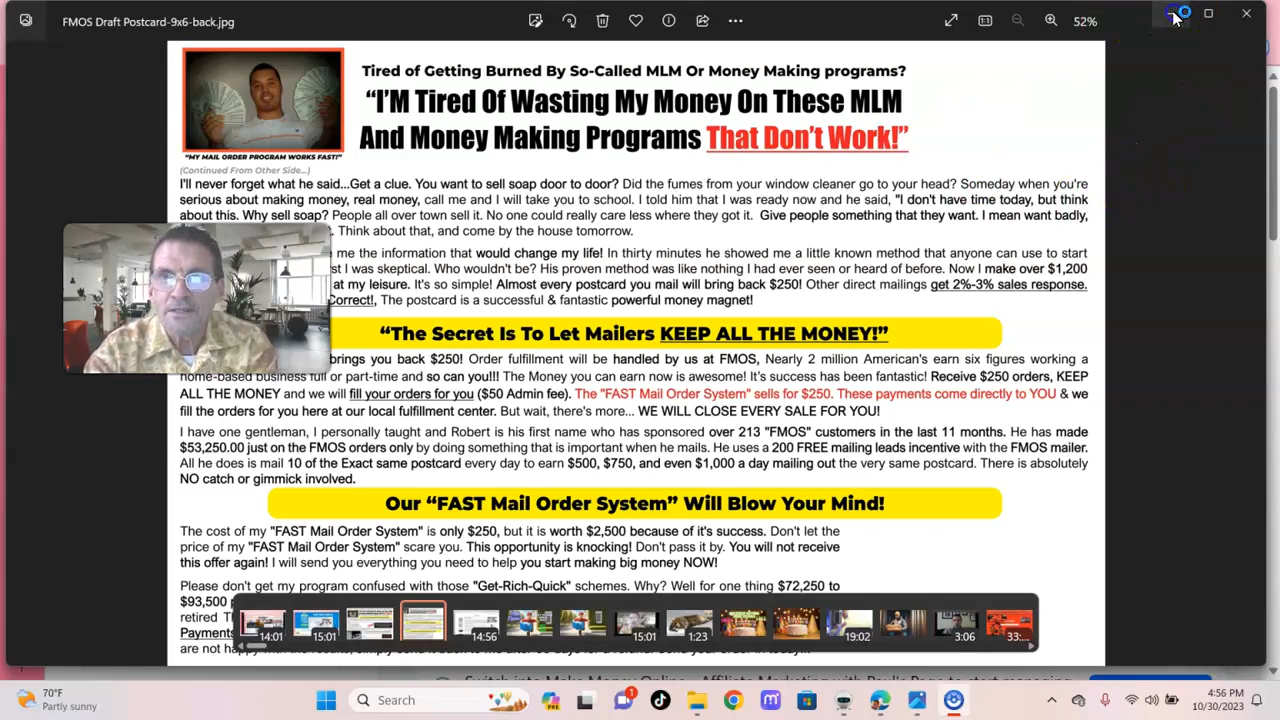 FMOS Draft Postcard-9x6-back.jpg
52%
Tired of Getting Burned By So-Called MLM Or Money Making programs?
“I'M Tired Of Wasting My Money On These MLM
And Money Making Programs That Don't Work!”
“MY MAIL ORDER PROGRAM WORKS FAST!”
(Continued From Other Side...)
I'll never forget what he said...Get a clue. You want to sell soap door to door? Did the fumes from your window cleaner go to your head? Someday when you're
serious about making money, real money, call me and I will take you to school. I told him that I was ready now and he said, "I don't have time today, but think
about this. Why sell soap? People all over town sell it. No one could really care less where they got it. Give people something that they want. I mean want badly,
. Think about that, and come by the house tomorrow.
me the information that would change my life! In thirty minutes he showed me a little known method that anyone can use to start
st I was skeptical. Who wouldn't be? His proven method was like nothing I had ever seen or heard of before. Now I make over $1,200
at my leisure. It's so simple! Almost every postcard you mail will bring back $250! Other direct mailings get 2%-3% sales response.
Correct!, The postcard is a successful & fantastic powerful money magnet!
“The Secret Is To Let Mailers KEEP ALL THE MONEY!”
brings you back $250! Order fulfillment will be handled by us at FMOS, Nearly 2 million American's earn six figures working a
home-based business full or part-time and so can you!!! The Money you can earn now is awesome! It's success has been fantastic! Receive $250 orders, KEEP
ALL THE MONEY and we will fill your orders for you ($50 Admin fee). The "FAST Mail Order System" sells for $250. These payments come directly to YOU & we
fill the orders for you here at our local fulfillment center. But wait, there's more... WE WILL CLOSE EVERY SALE FOR YOU!
I have one gentleman, I personally taught and Robert is his first name who has sponsored over 213 "FMOS" customers in the last 11 months. He has made
$53,250.00 just on the FMOS orders only by doing something that is important when he mails. He uses a 200 FREE mailing leads incentive with the FMOS mailer.
All he does is mail 10 of the Exact same postcard every day to earn $500, $750, and even $1,000 a day mailing out the very same postcard. There is absolutely
NO catch or gimmick involved.
Our “FAST Mail Order System” Will Blow Your Mind!
The cost of my "FAST Mail Order System" is only $250, but it is worth $2,500 because of it's success. Don't let the
price of my "FAST Mail Order System" scare you. This opportunity is knocking! Don't pass it by. You will not receive
this offer again! I will send you everything you need to help you start making big money NOW!
Please don't get my program confused with those "Get-Rich-Quick" schemes. Why? Well for one thing $72,250 to
$93,500
retired
Payments
are not
14:01 15:01 14:56 15:01 1:23 19:02 3:06 33:...
70°F
Partly sunny
Search
PRE
1
4:56 PM
10/30/2023